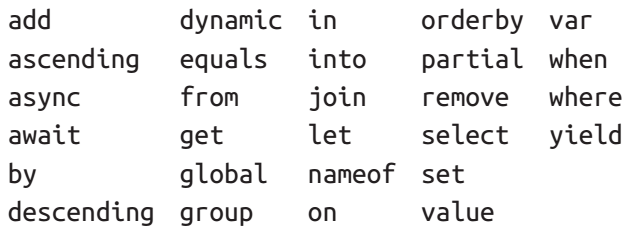 add dynamic in orderby var
ascending equals into partial when
async from join remove where
await get let select yield
by global nameof set
descending group on value